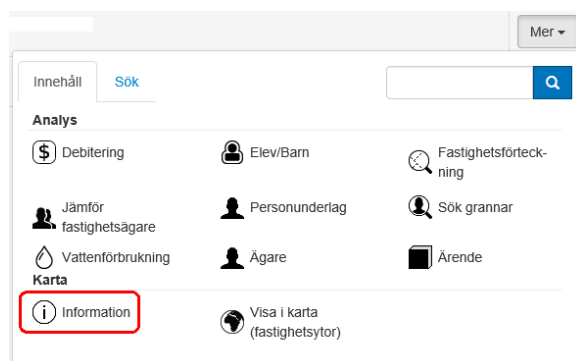 Mer
Innehåll Sök
Analys
Debitering Elev/Barn Fastighetsförteck-
ning
Jämför
fastighetsägare Personunderlag Sök grannar
Vattenförbrukning Ägare Ärende
Karta
Information Visa i karta
(fastighetsytor)